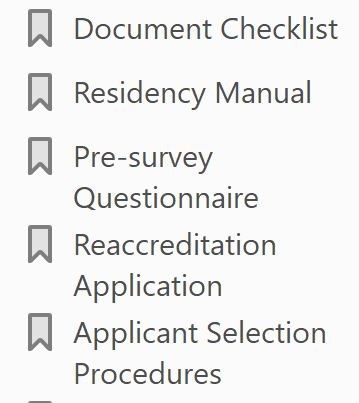 Document Checklist
Residency Manual
Pre-survey
Questionnaire
Reaccreditation
Application
Applicant Selection
Procedures